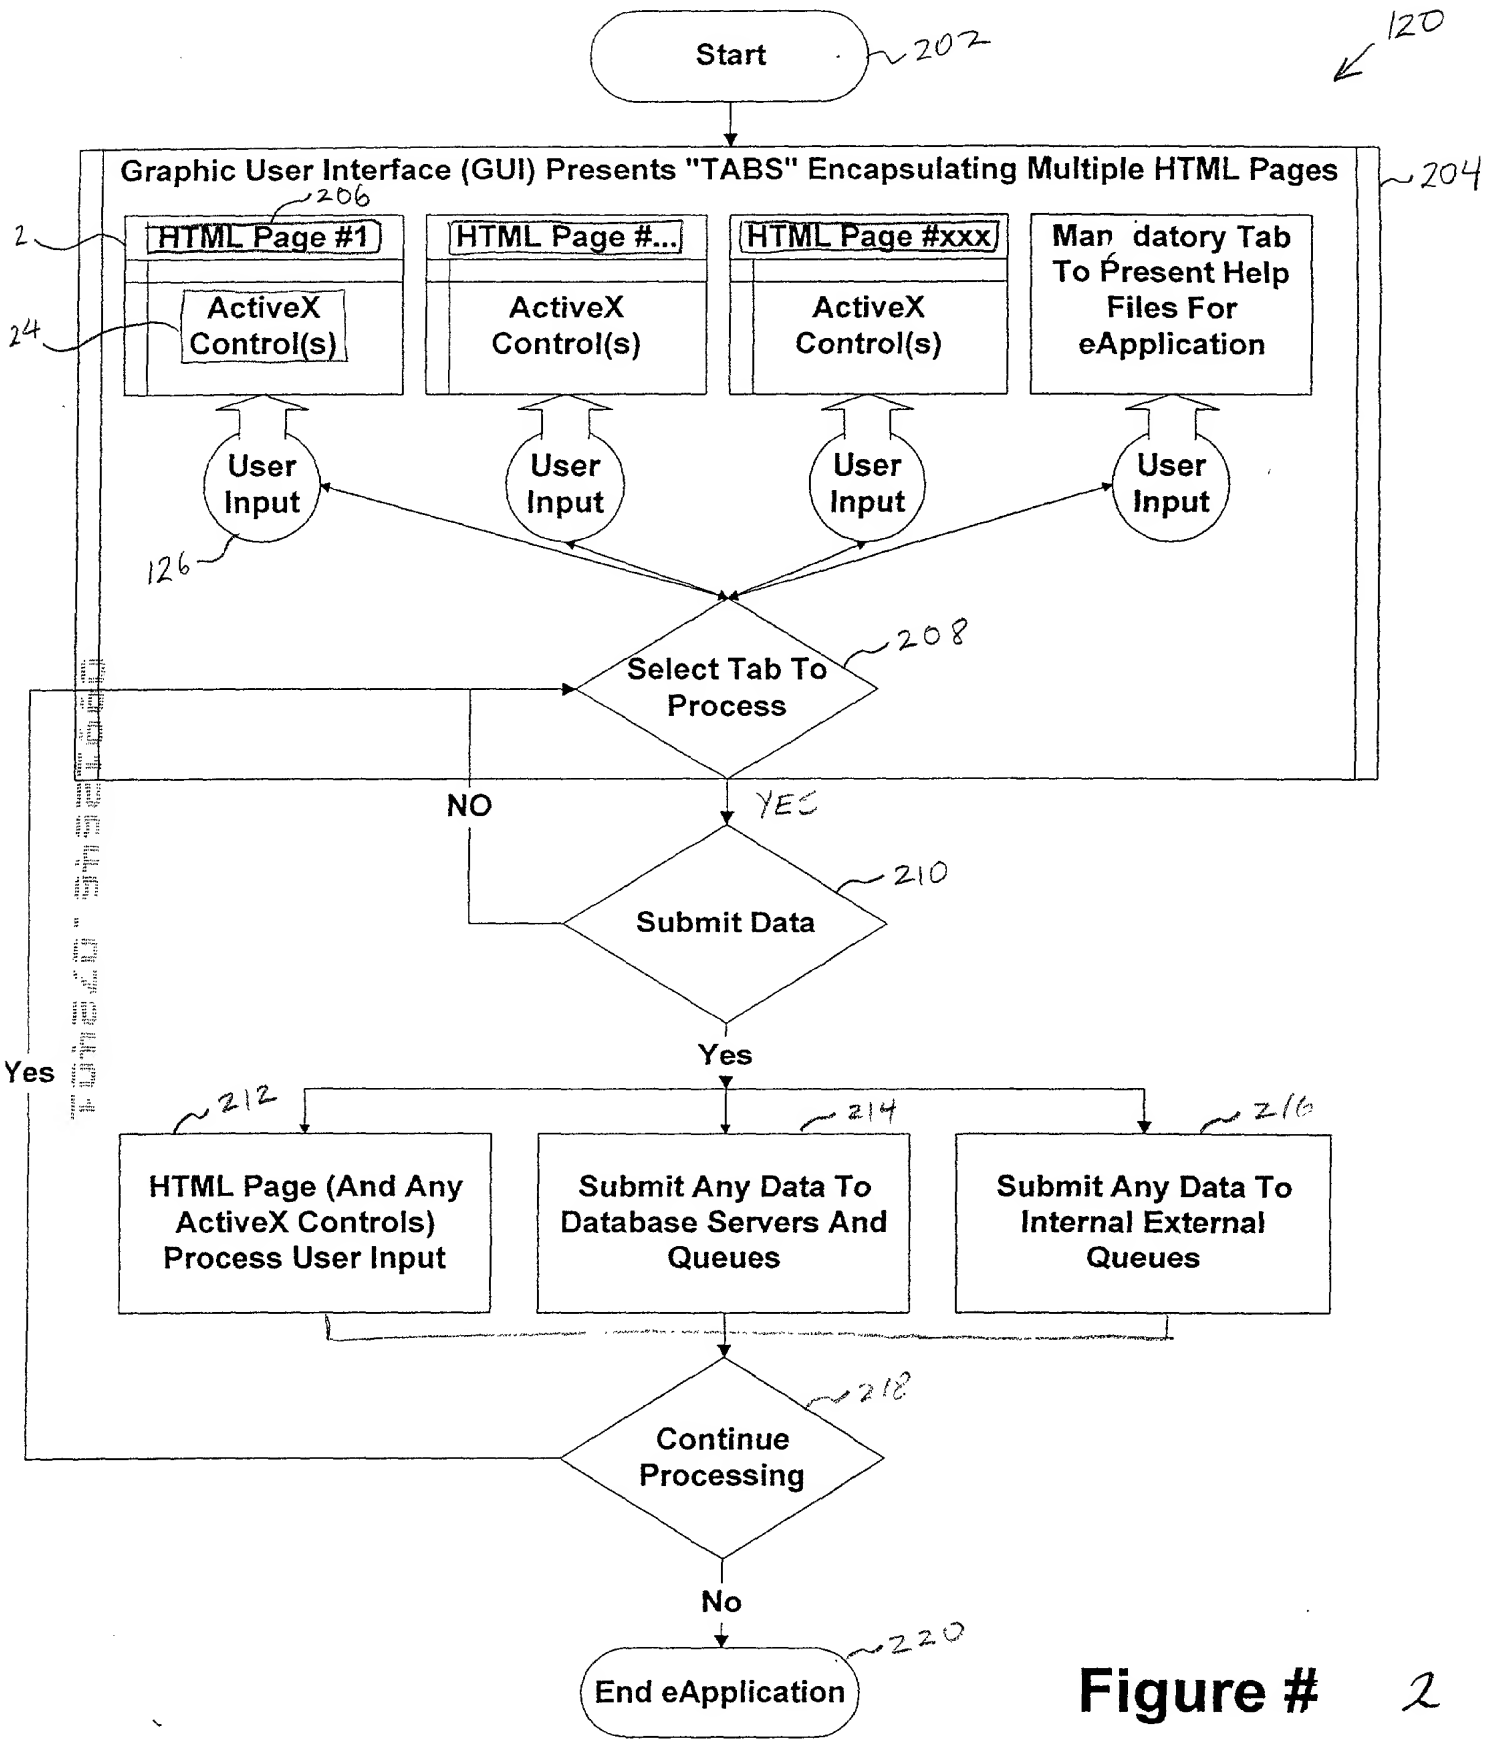 120
Start
202
Graphic User Interface (GUI) Presents "TABS" Encapsulating Multiple HTML Pages
204
206
2
HTML Page #1
HTML Page #...
HTML Page #xxx
Man datory Tab
To Present Help
Files For
eApplication
24
ActiveX
Control(s)
ActiveX
Control(s)
ActiveX
Control(s)
User
Input
User
Input
User
Input
User
Input
126
208
Select Tab To
Process
NO
YES
210
Submit Data
Yes
Yes
212
214
216
HTML Page (And Any
ActiveX Controls)
Process User Input
Submit Any Data To
Database Servers And
Queues
Submit Any Data To
Internal External
Queues
218
Continue
Processing
No
220
End eApplication
Figure # 2